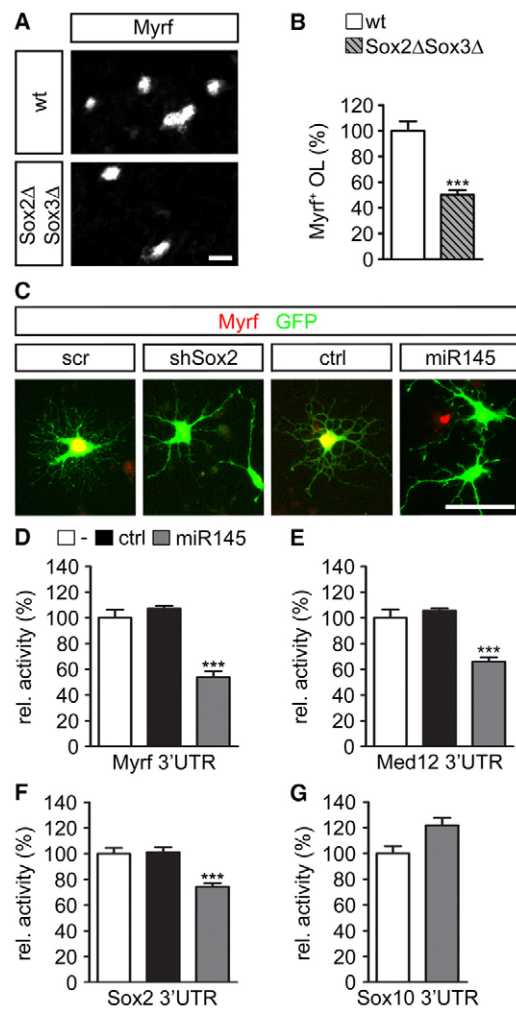 A
Myrf
wt
Sox2Δ
Sox3Δ
B
wt
Sox2ΔSox3Δ
Myrf⁺ OL (%)
120
100
80
60
40
20
0
***
C
Myrf GFP
scr shSox2 ctrl miR145
D - ctrl miR145
rel. activity (%)
140
120
100
80
60
40
20
0
***
Myrf 3'UTR
E
rel. activity (%)
140
120
100
80
60
40
20
0
***
Med12 3'UTR
F
rel. activity (%)
140
120
100
80
60
40
20
0
***
Sox2 3'UTR
G
rel. activity (%)
140
120
100
80
60
40
20
0
Sox10 3'UTR